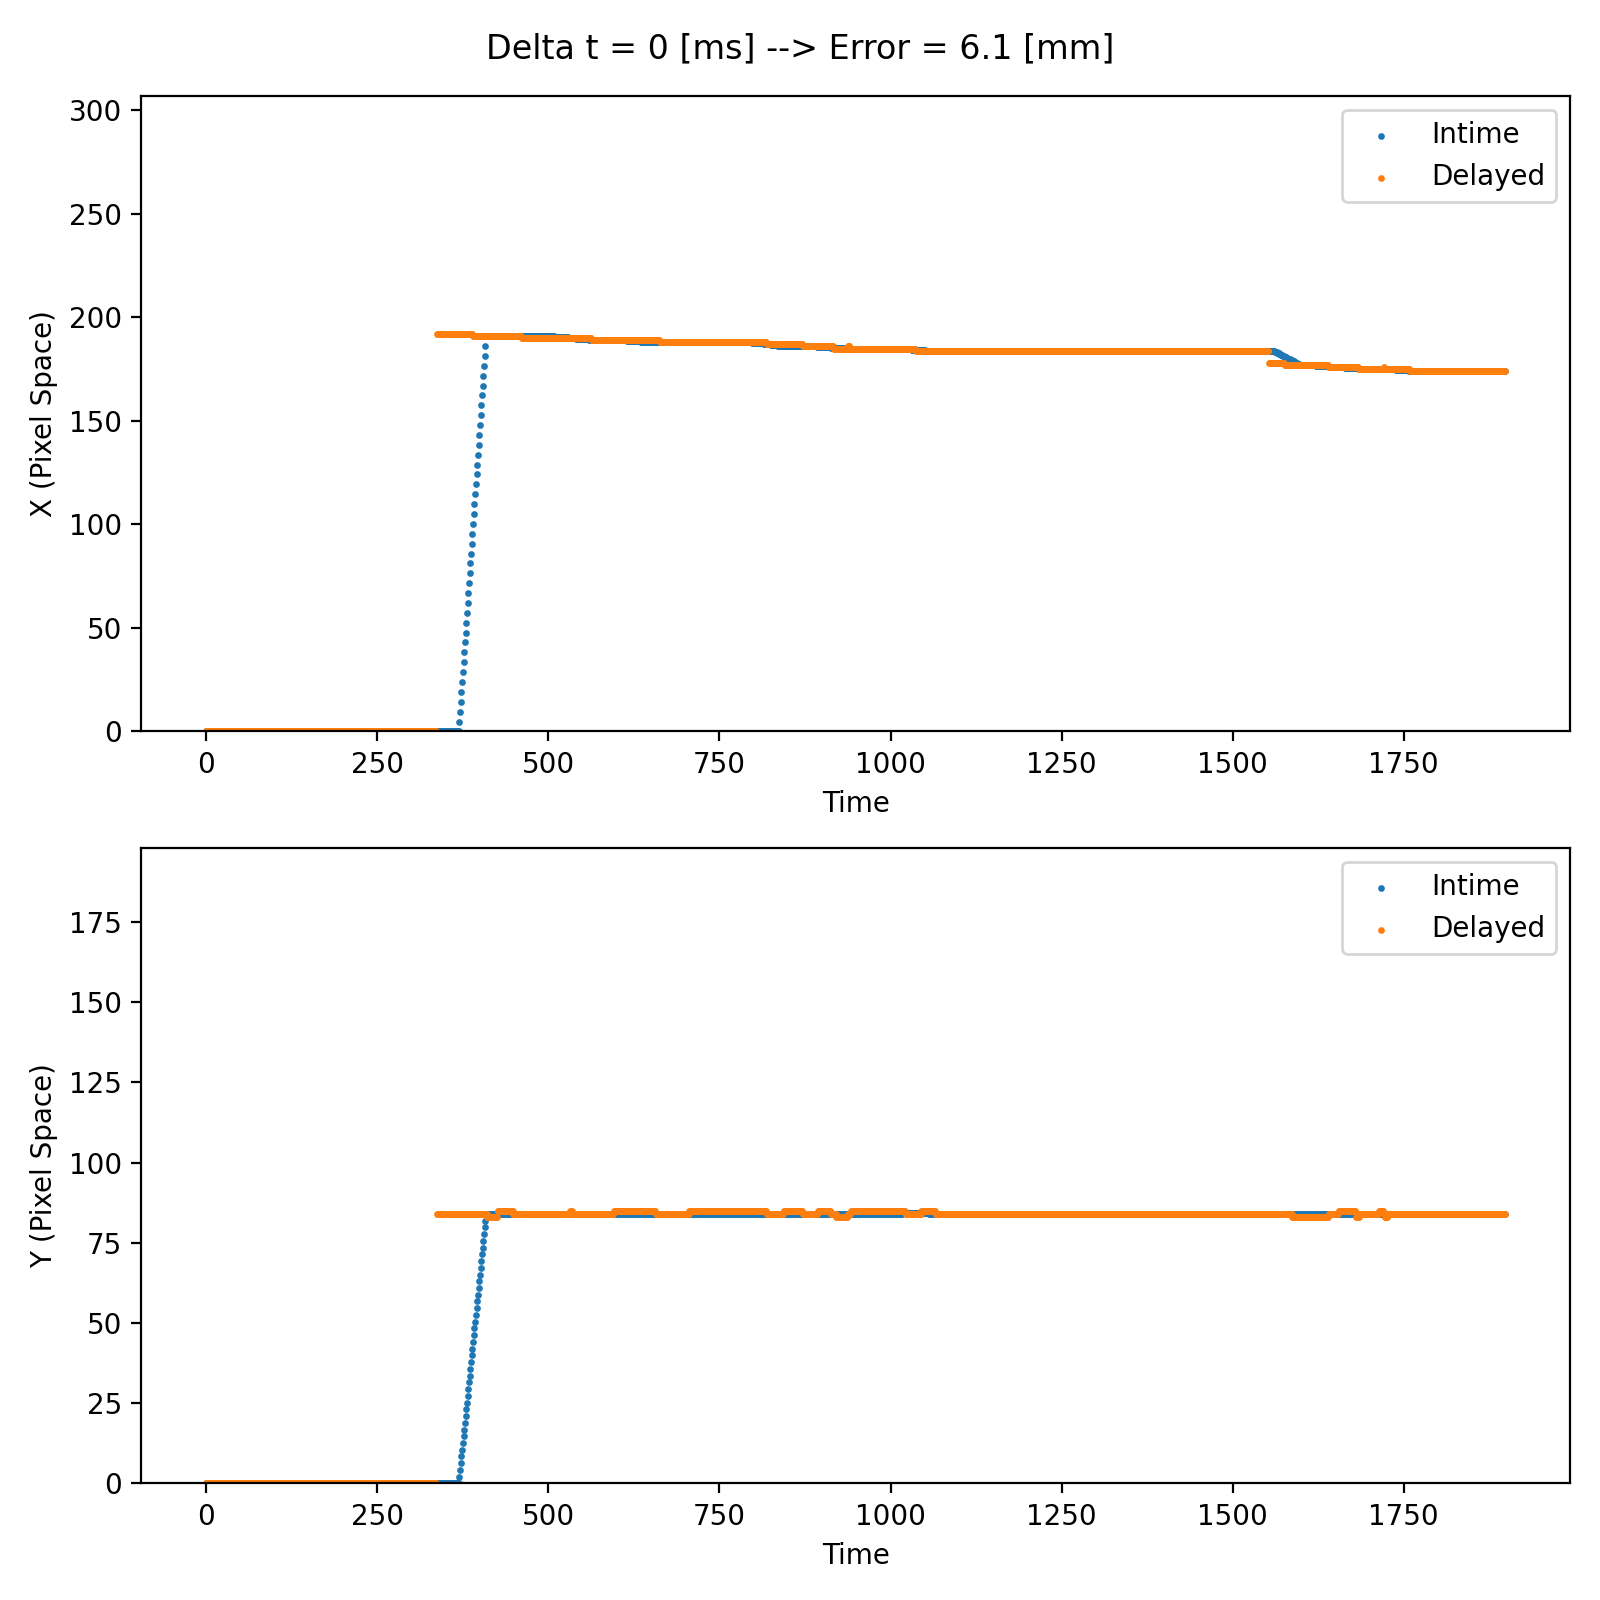 Delta t = 0 [ms] --> Error = 6.1 [mm]
300
250
200
150
100
50
0
X (Pixel Space)
Intime
Delayed
0 250 500 750 1000 1250 1500 1750
Time
175
150
125
100
75
50
25
0
Y (Pixel Space)
Intime
Delayed
0 250 500 750 1000 1250 1500 1750
Time